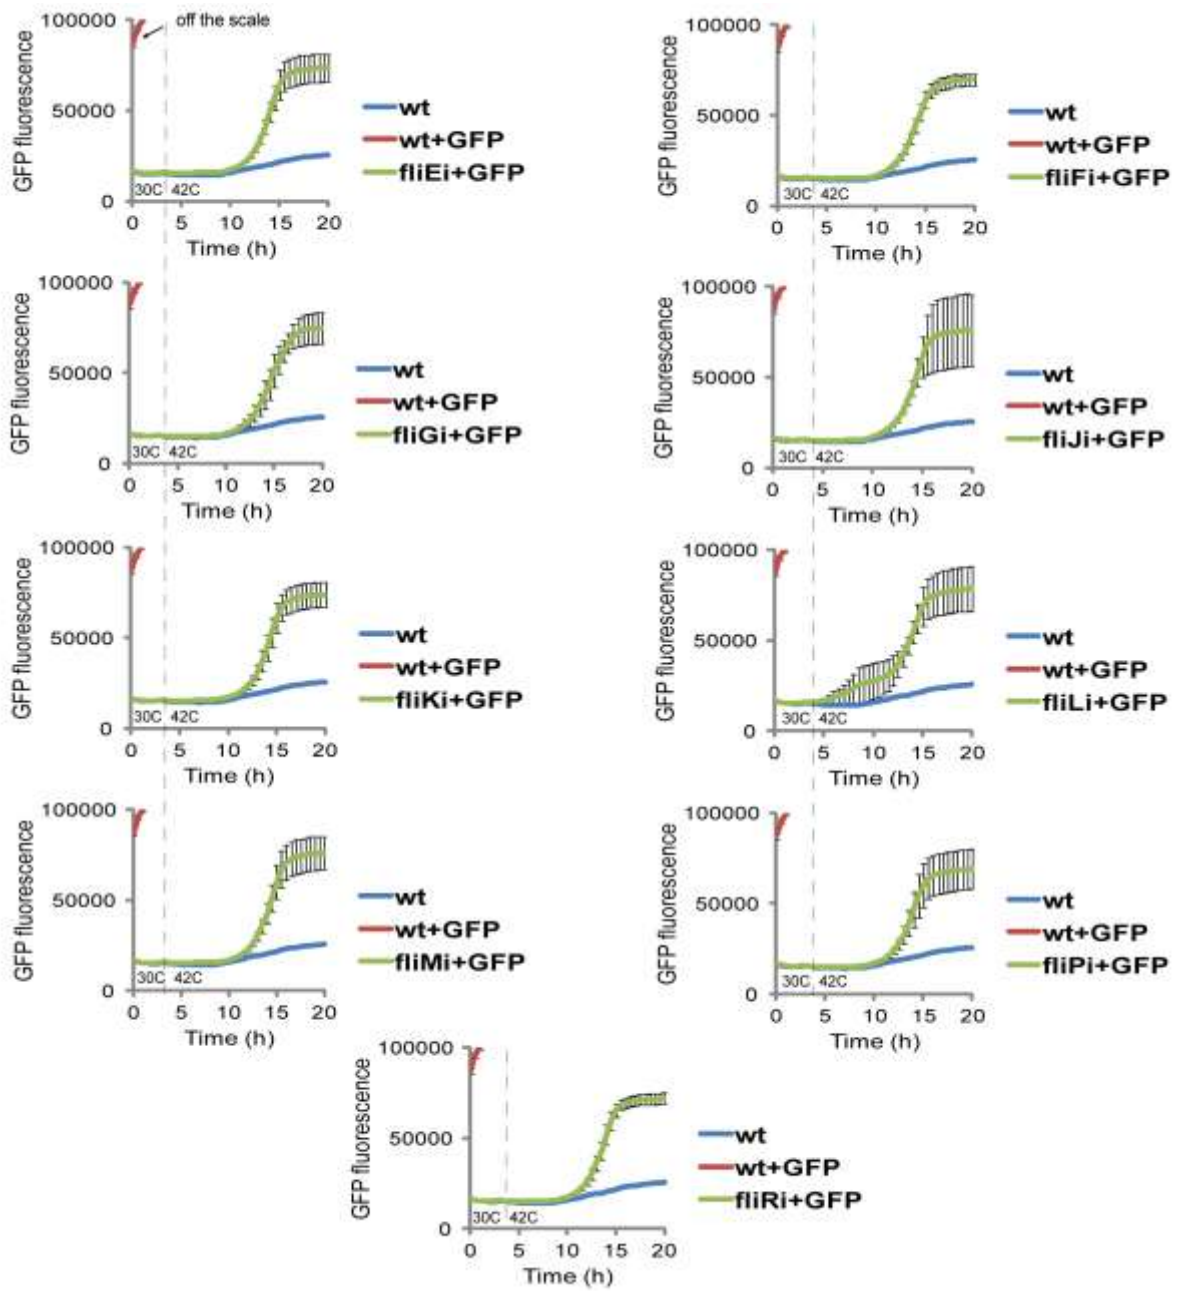 100000
off the scale
GFP fluorescence
50000
0
30C 42C
0 5 10 15 20
Time (h)
wt
wt+GFP
fliEi+GFP
100000
GFP fluorescence
50000
0
30C 42C
0 5 10 15 20
Time (h)
wt
wt+GFP
fliFi+GFP
100000
GFP fluorescence
50000
0
30C 42C
0 5 10 15 20
Time (h)
wt
wt+GFP
fliGi+GFP
100000
GFP fluorescence
50000
0
30C 42C
0 5 10 15 20
Time (h)
wt
wt+GFP
fliJi+GFP
100000
GFP fluorescence
50000
0
30C 42C
0 5 10 15 20
Time (h)
wt
wt+GFP
fliKi+GFP
100000
GFP fluorescence
50000
0
30C 42C
0 5 10 15 20
Time (h)
wt
wt+GFP
fliLi+GFP
100000
GFP fluorescence
50000
0
30C 42C
0 5 10 15 20
Time (h)
wt
wt+GFP
fliMi+GFP
100000
GFP fluorescence
50000
0
30C 42C
0 5 10 15 20
Time (h)
wt
wt+GFP
fliPi+GFP
100000
GFP fluorescence
50000
0
30C 42C
0 5 10 15 20
Time (h)
wt
wt+GFP
fliRi+GFP